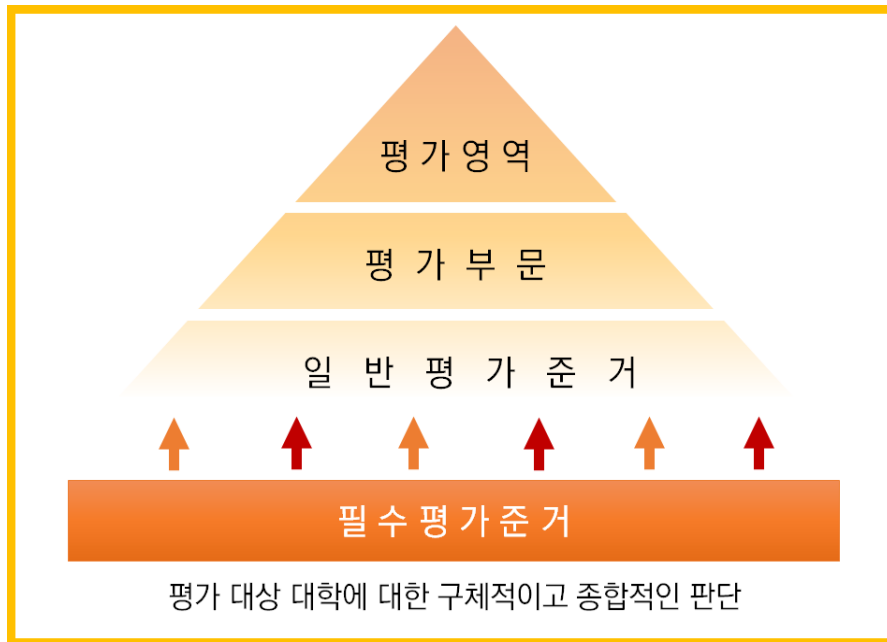 평가영역
평가부문
일반평가준거
필수평가준거
평가 대상 대학에 대한 구체적이고 종합적인 판단